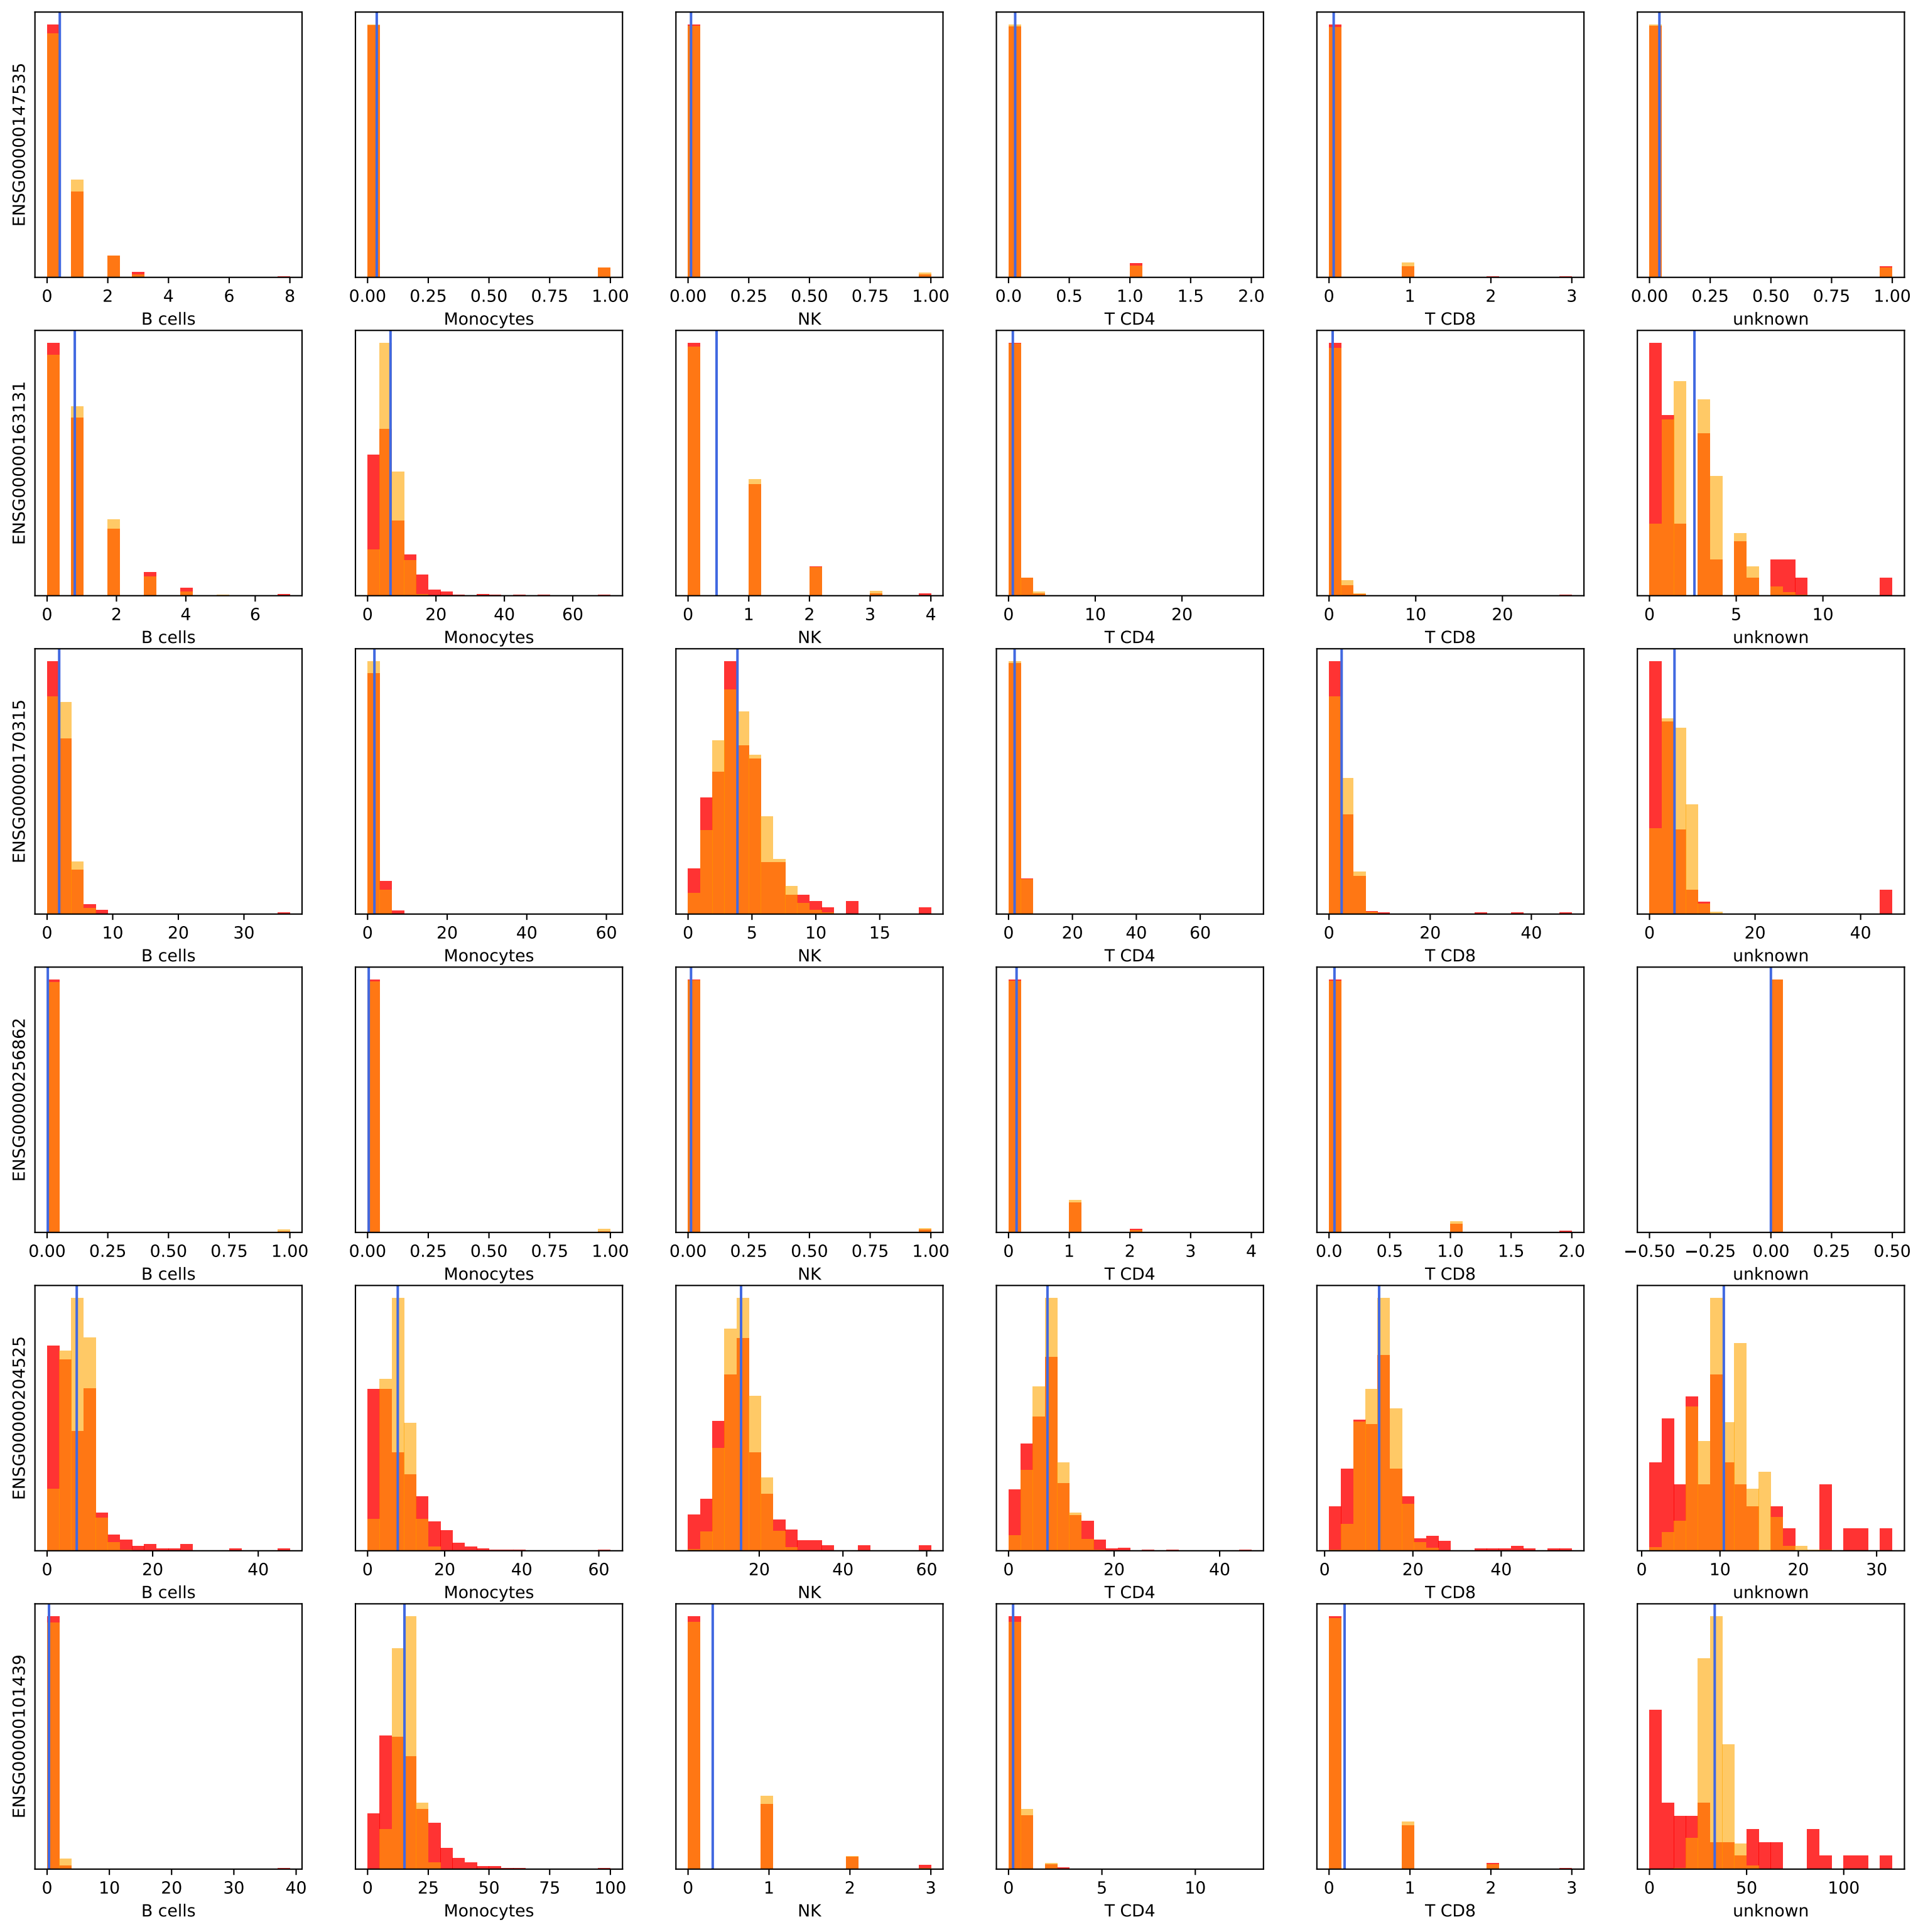 ENSG00000147535
0 2 4 6 8
B cells
0.00 0.25 0.50 0.75 1.00
Monocytes
0.00 0.25 0.50 0.75 1.00
NK
0.0 0.5 1.0 1.5 2.0
T CD4
0 1 2 3
T CD8
0.00 0.25 0.50 0.75 1.00
unknown
ENSG00000163131
0 2 4 6
B cells
0 20 40 60
Monocytes
0 1 2 3 4
NK
0 10 20
T CD4
0 10 20
T CD8
0 5 10
unknown
ENSG00000170315
0 10 20 30
B cells
0 20 40 60
Monocytes
0 5 10 15
NK
0 20 40 60
T CD4
0 20 40
T CD8
0 20 40
unknown
ENSG00000256862
0.00 0.25 0.50 0.75 1.00
B cells
0.00 0.25 0.50 0.75 1.00
Monocytes
0.00 0.25 0.50 0.75 1.00
NK
0 1 2 3 4
T CD4
0.0 0.5 1.0 1.5 2.0
T CD8
−0.50 −0.25 0.00 0.25 0.50
unknown
ENSG00000204525
0 20 40
B cells
0 20 40 60
Monocytes
20 40 60
NK
0 20 40
T CD4
0 20 40
T CD8
0 10 20 30
unknown
ENSG00000101439
0 10 20 30 40
B cells
0 25 50 75 100
Monocytes
0 1 2 3
NK
0 5 10
T CD4
0 1 2 3
T CD8
0 50 100
unknown